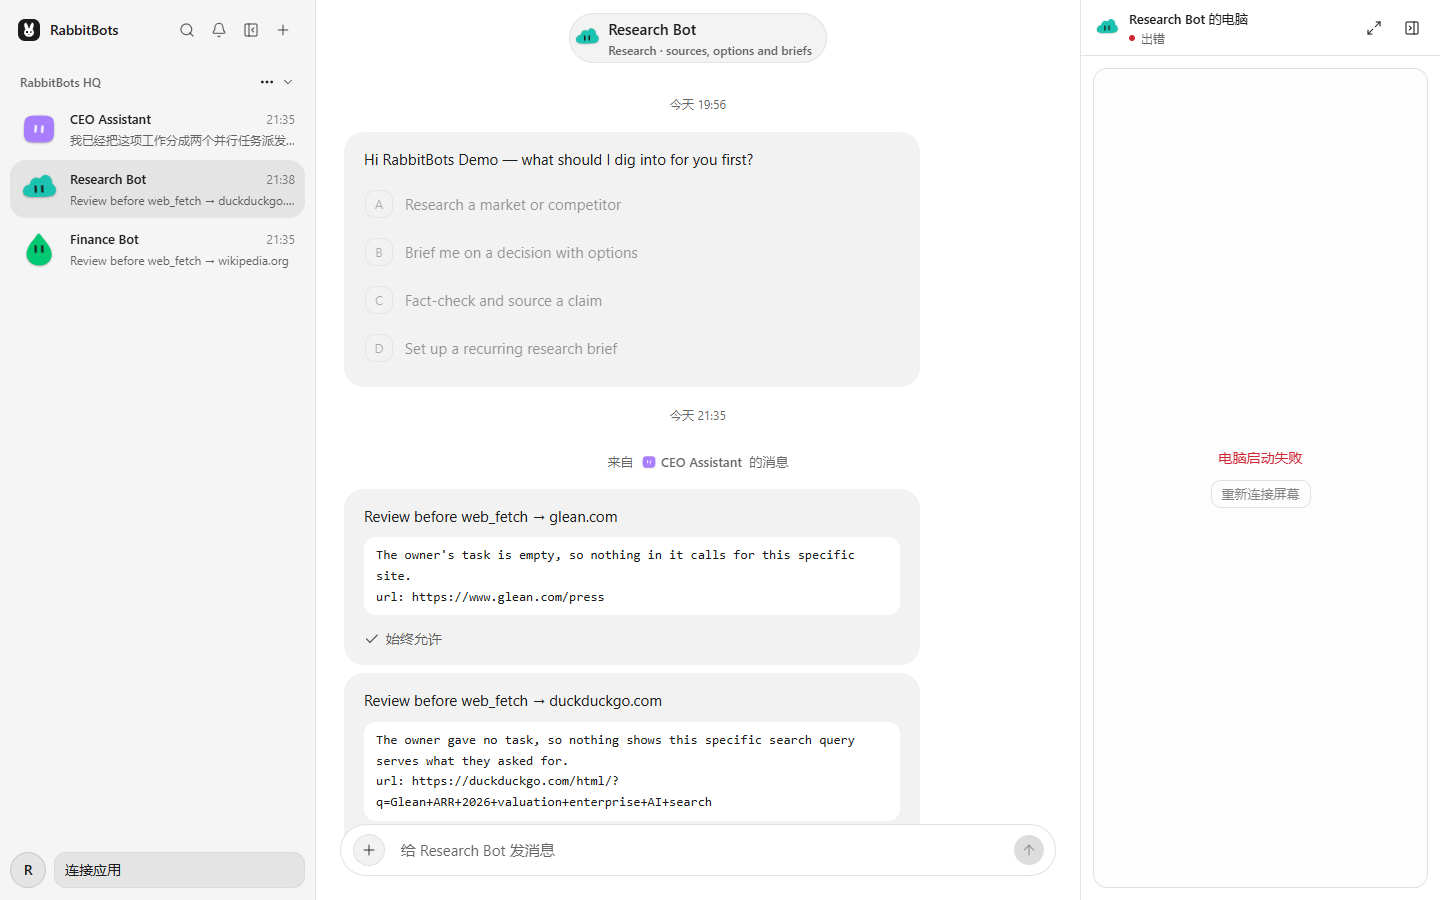 RabbitBots
RabbitBots HQ
CEO Assistant 21:35
我已经把这项工作分成两个并行任务派发...
Research Bot 21:38
Review before web_fetch → duckduckgo....
Finance Bot 21:35
Review before web_fetch → wikipedia.org
R
连接应用
Research Bot
Research · sources, options and briefs
今天 19:56
Hi RabbitBots Demo — what should I dig into for you first?
A Research a market or competitor
B Brief me on a decision with options
C Fact-check and source a claim
D Set up a recurring research brief
今天 21:35
来自 CEO Assistant 的消息
Review before web_fetch → glean.com
The owner's task is empty, so nothing in it calls for this specific
site.
url: https://www.glean.com/press
始终允许
Review before web_fetch → duckduckgo.com
The owner gave no task, so nothing shows this specific search query
serves what they asked for.
url: https://duckduckgo.com/html/?
q=Glean+ARR+2026+valuation+enterprise+AI+search
给 Research Bot 发消息
Research Bot 的电脑
出错
电脑启动失败
重新连接屏幕